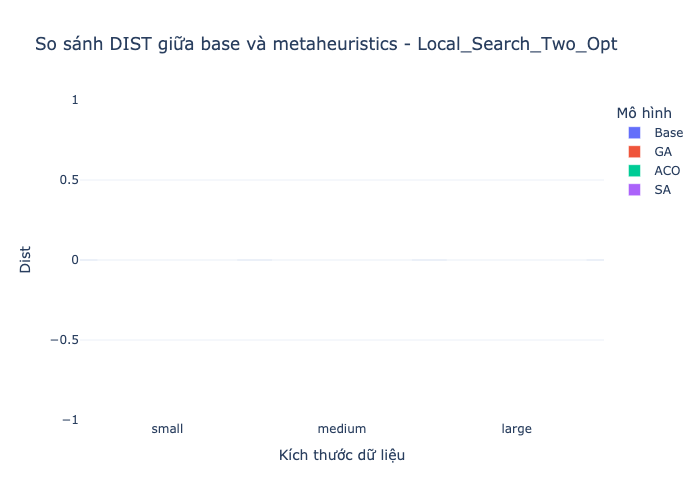 So sánh DIST giữa base và metaheuristics - Local_Search_Two_Opt
Mô hình
Base
GA
ACO
SA
Dist
1
0.5
0
−0.5
−1
small
medium
large
Kích thước dữ liệu